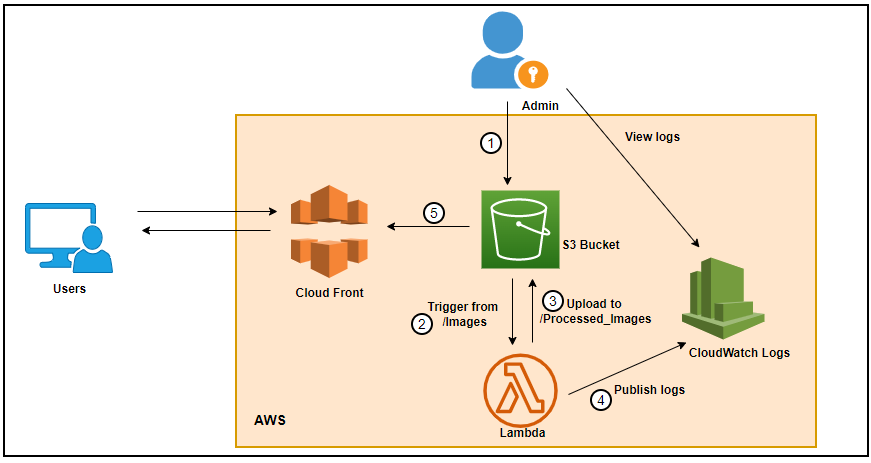 Admin
1
View logs
5
S3 Bucket
Users
Cloud Front
Trigger from
2
/Images
3
Upload to
/Processed_Images
CloudWatch Logs
4
Publish logs
AWS
Lambda